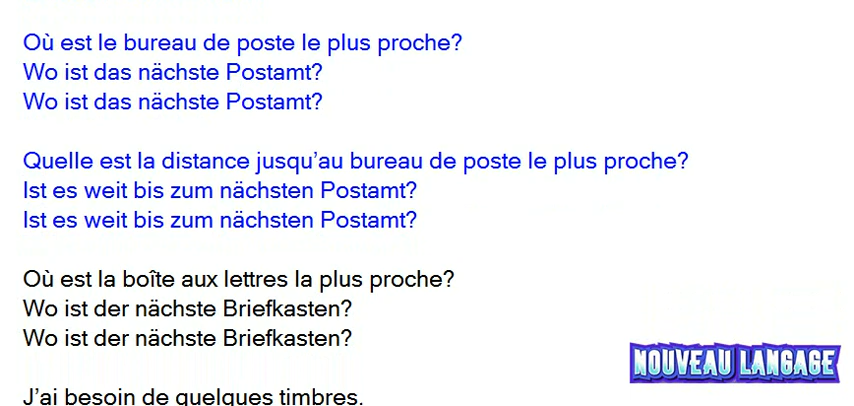 Où est le bureau de poste le plus proche?
Wo ist das nächste Postamt?
Wo ist das nächste Postamt?
Quelle est la distance jusqu’au bureau de poste le plus proche?
Ist es weit bis zum nächsten Postamt?
Ist es weit bis zum nächsten Postamt?
Où est la boîte aux lettres la plus proche?
Wo ist der nächste Briefkasten?
Wo ist der nächste Briefkasten?
NOUVEAU LANGAGE
J’ai besoin de quelques timbres.